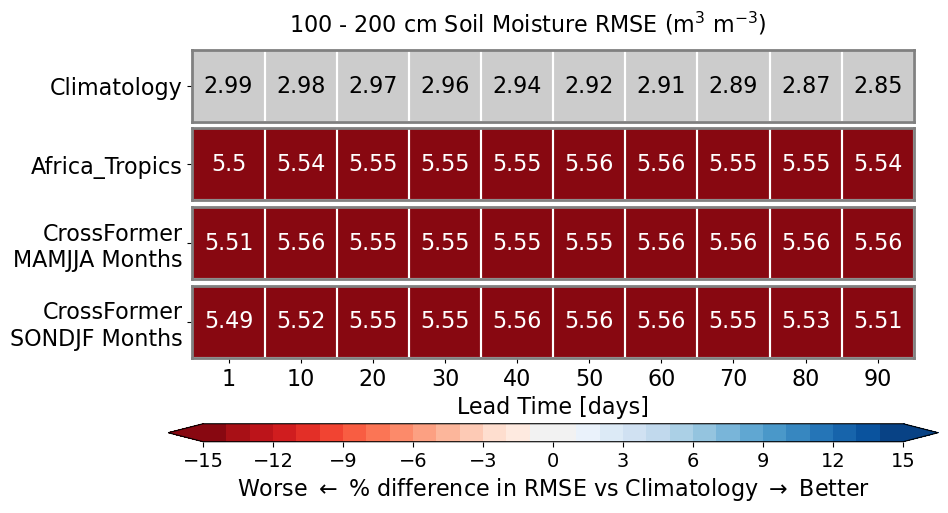 100 - 200 cm Soil Moisture RMSE (m³ m⁻³)
Climatology 2.99 2.98 2.97 2.96 2.94 2.92 2.91 2.89 2.87 2.85
Africa_Tropics 5.5 5.54 5.55 5.55 5.55 5.56 5.56 5.55 5.55 5.54
CrossFormer
MAMJJA Months
5.51 5.56 5.55 5.55 5.55 5.55 5.56 5.56 5.56 5.56
CrossFormer
SONDJF Months
5.49 5.52 5.55 5.55 5.56 5.56 5.56 5.55 5.53 5.51
1 10 20 30 40 50 60 70 80 90
Lead Time [days]
−15 −12 −9 −6 −3 0 3 6 9 12 15
Worse ← % difference in RMSE vs Climatology → Better